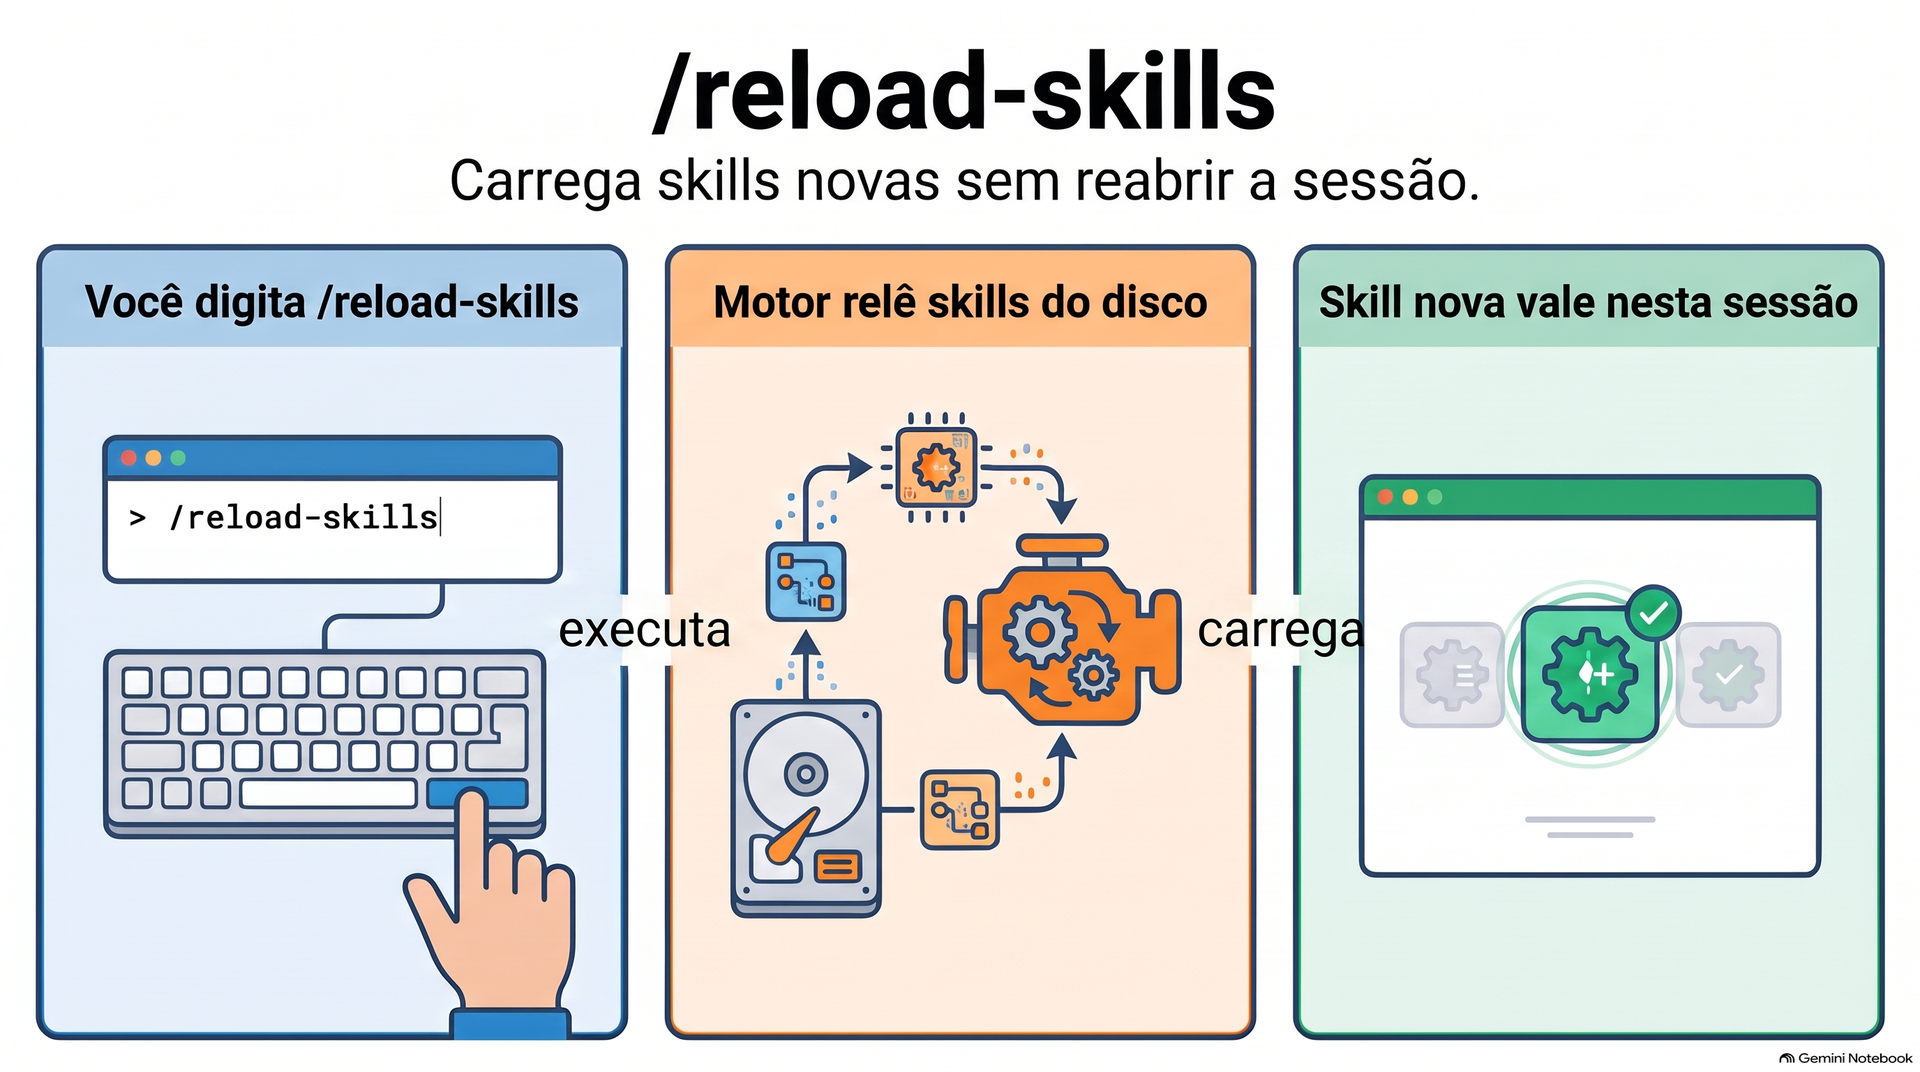 /reload-skills
Carrega skills novas sem reabrir a sessão.
Você digita /reload-skills
> /reload-skills
executa
Motor relê skills do disco
carrega
Skill nova vale nesta sessão
Gemini Notebook